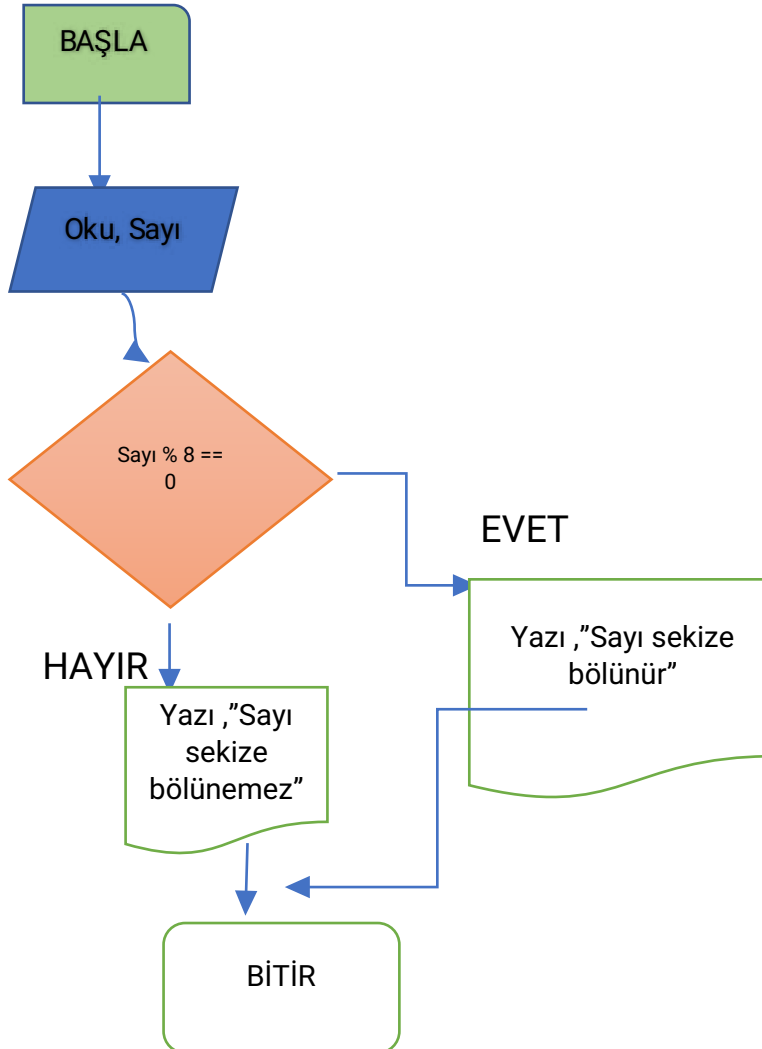 BAŞLA
Oku, Sayı
Sayı % 8 ==
0
EVET
Yazı ,”Sayı sekize
bölünür”
HAYIR
Yazı ,”Sayı
sekize
bölünemez”
BİTİR